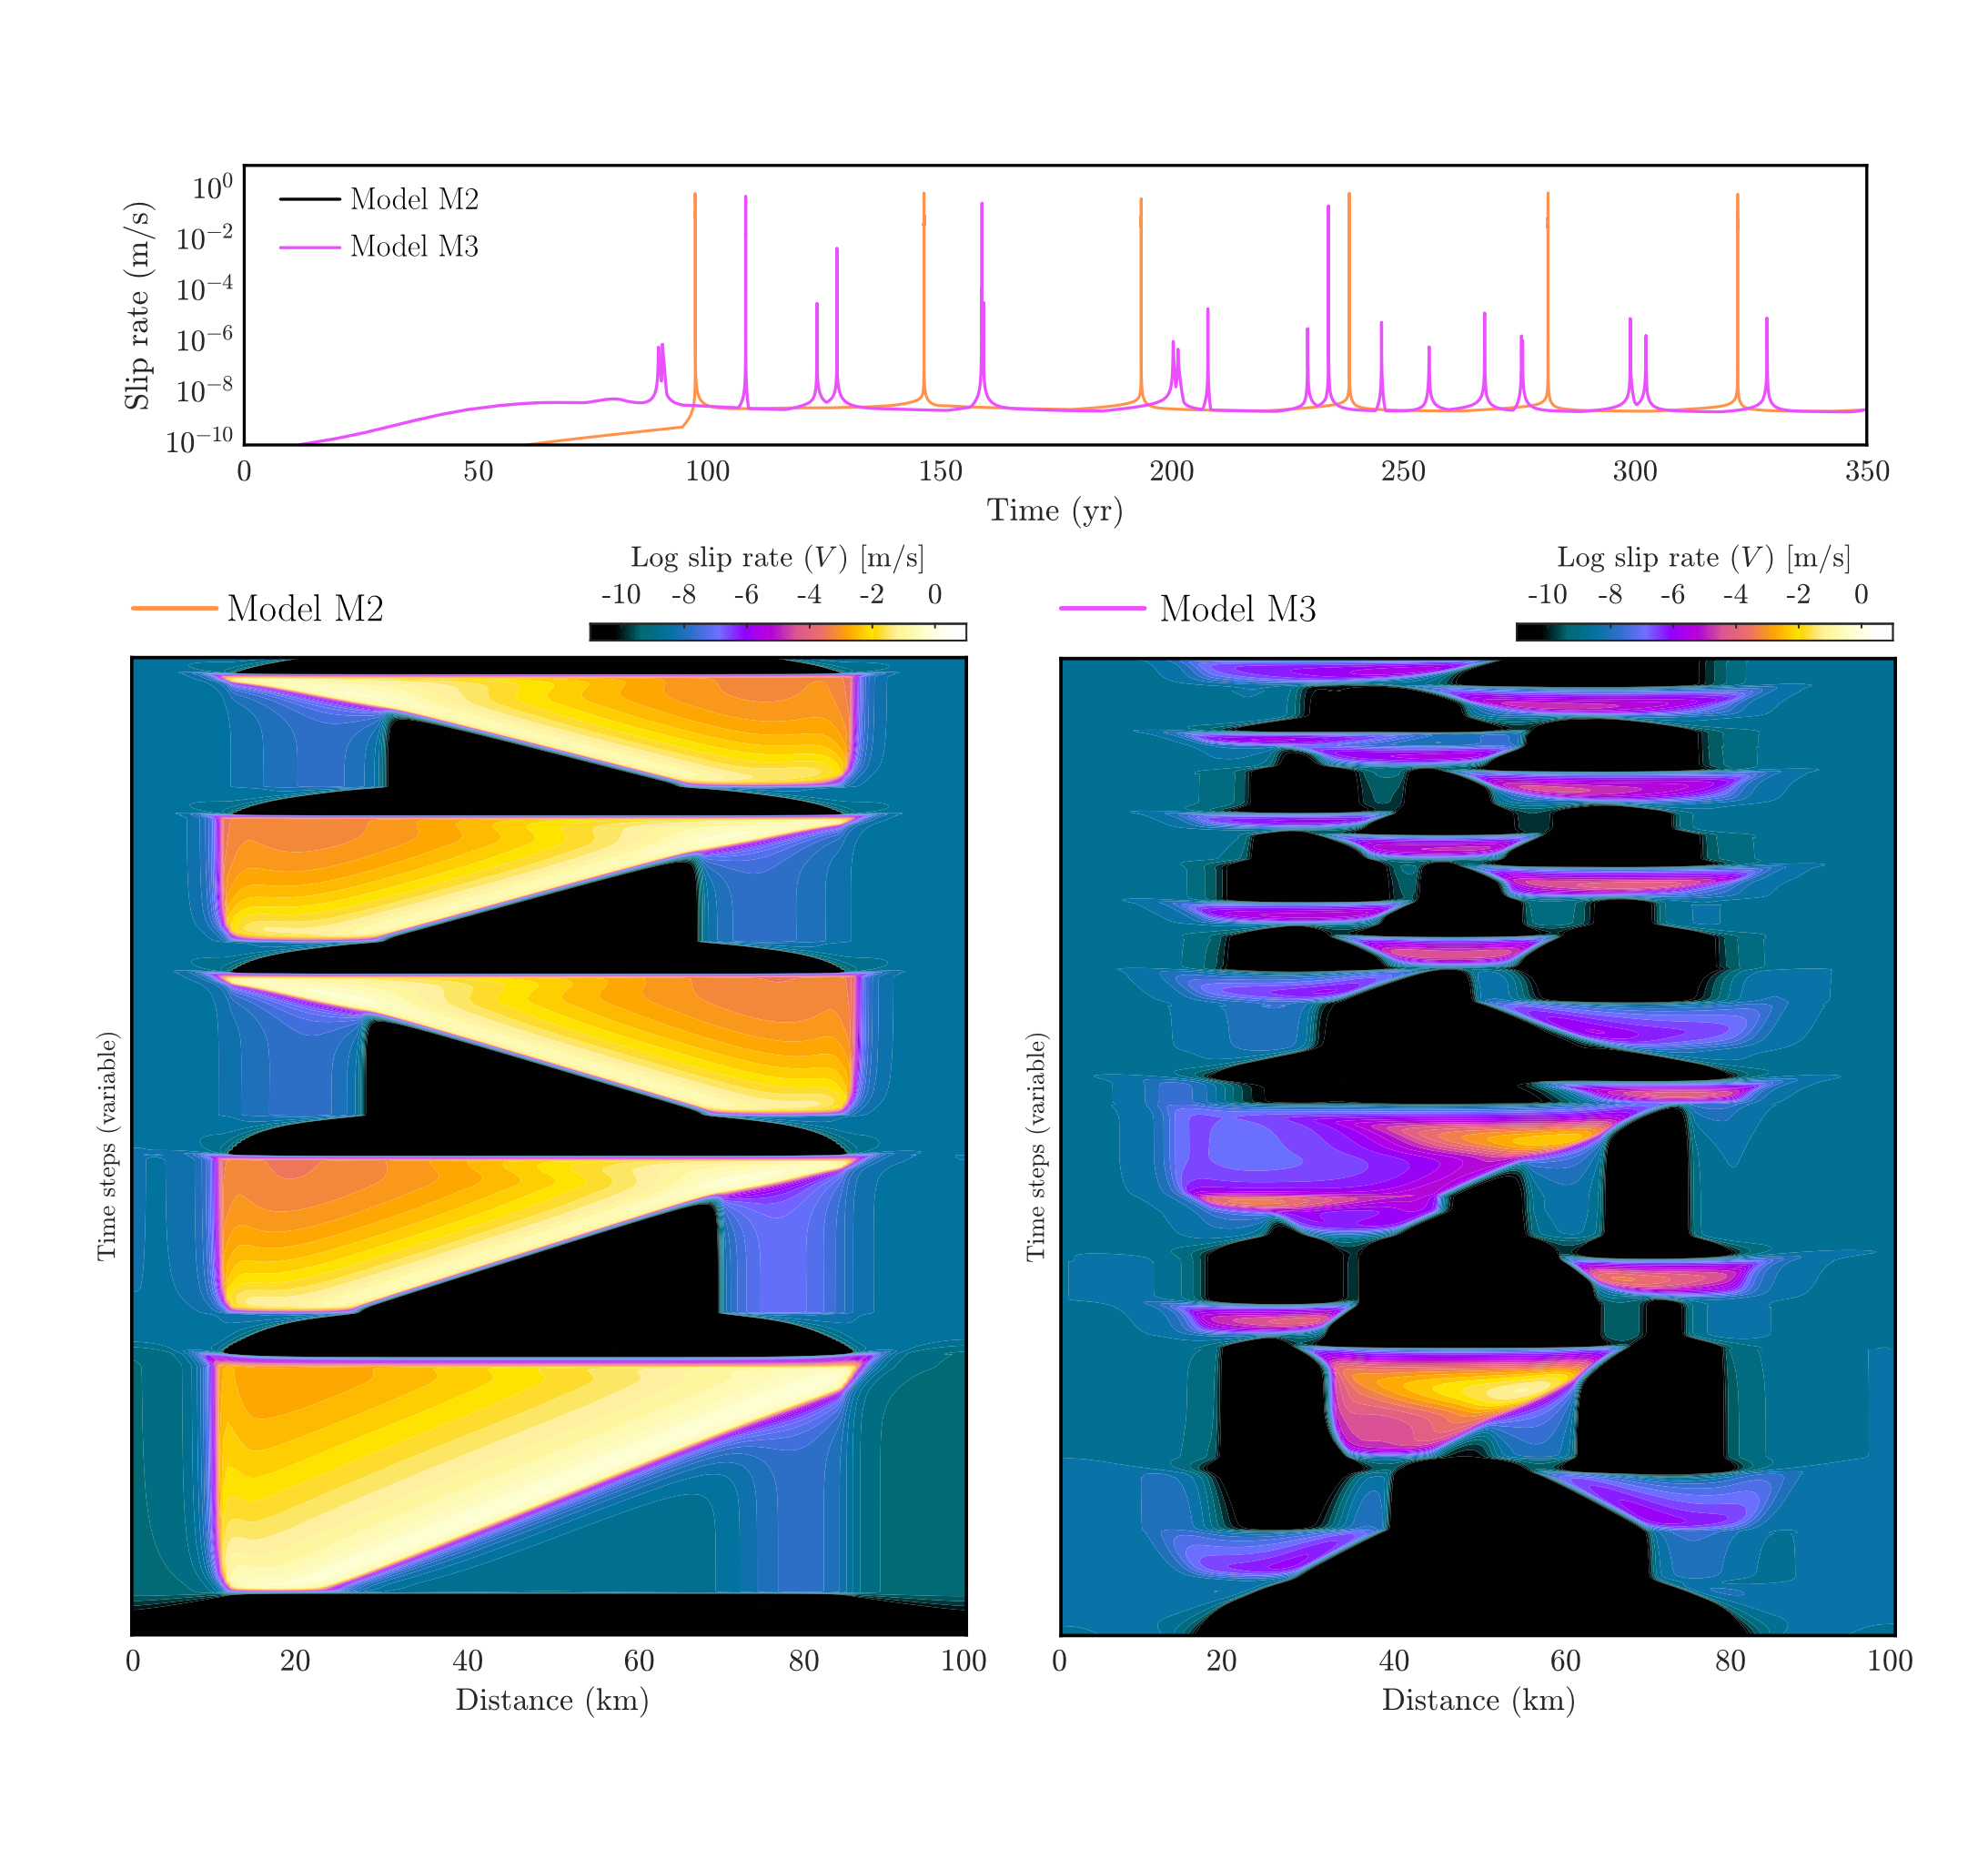 Slip rate (m/s)
10^0
10^−2
10^−4
10^−6
10^−8
10^−10
Model M2
Model M3
0 50 100 150 200 250 300 350
Time (yr)
Log slip rate (V) [m/s]
-10 -8 -6 -4 -2 0
Model M2
Time steps (variable)
0 20 40 60 80 100
Distance (km)
Log slip rate (V) [m/s]
-10 -8 -6 -4 -2 0
Model M3
Time steps (variable)
0 20 40 60 80 100
Distance (km)